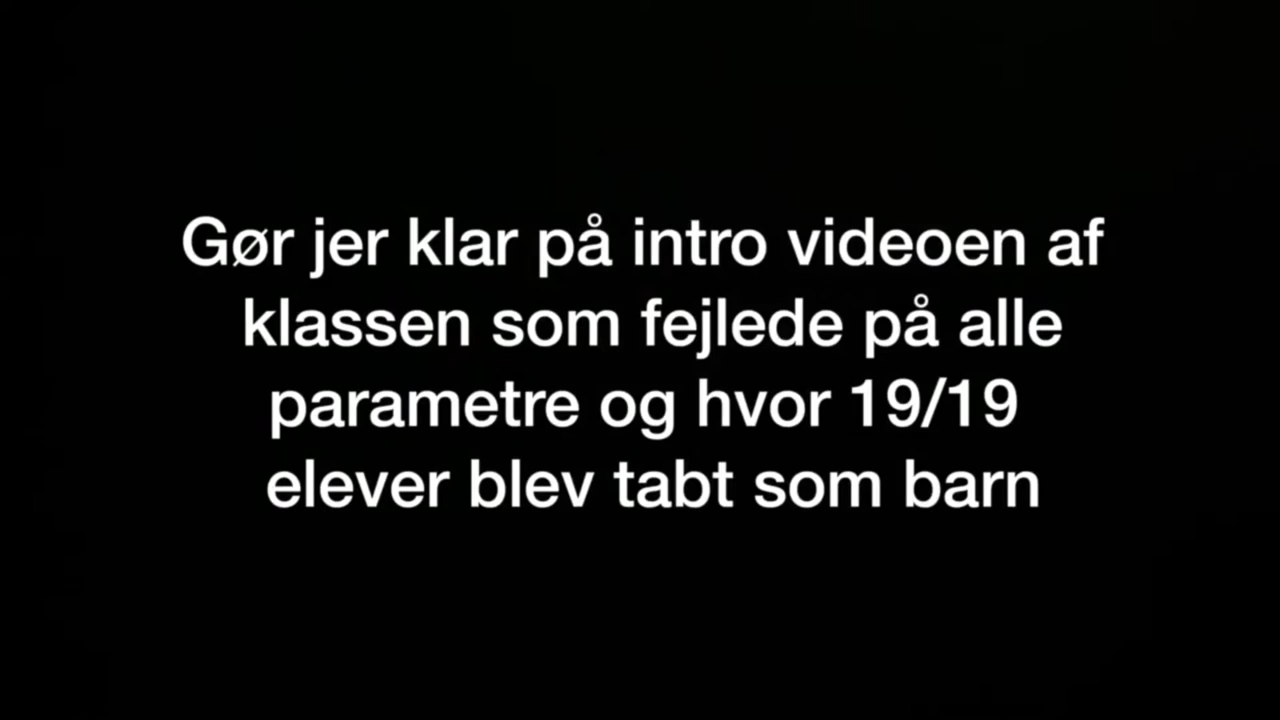 Gør jer klar på intro videoen af
klassen som fejlede på alle
parametre og hvor 19/19
elever blev tabt som barn